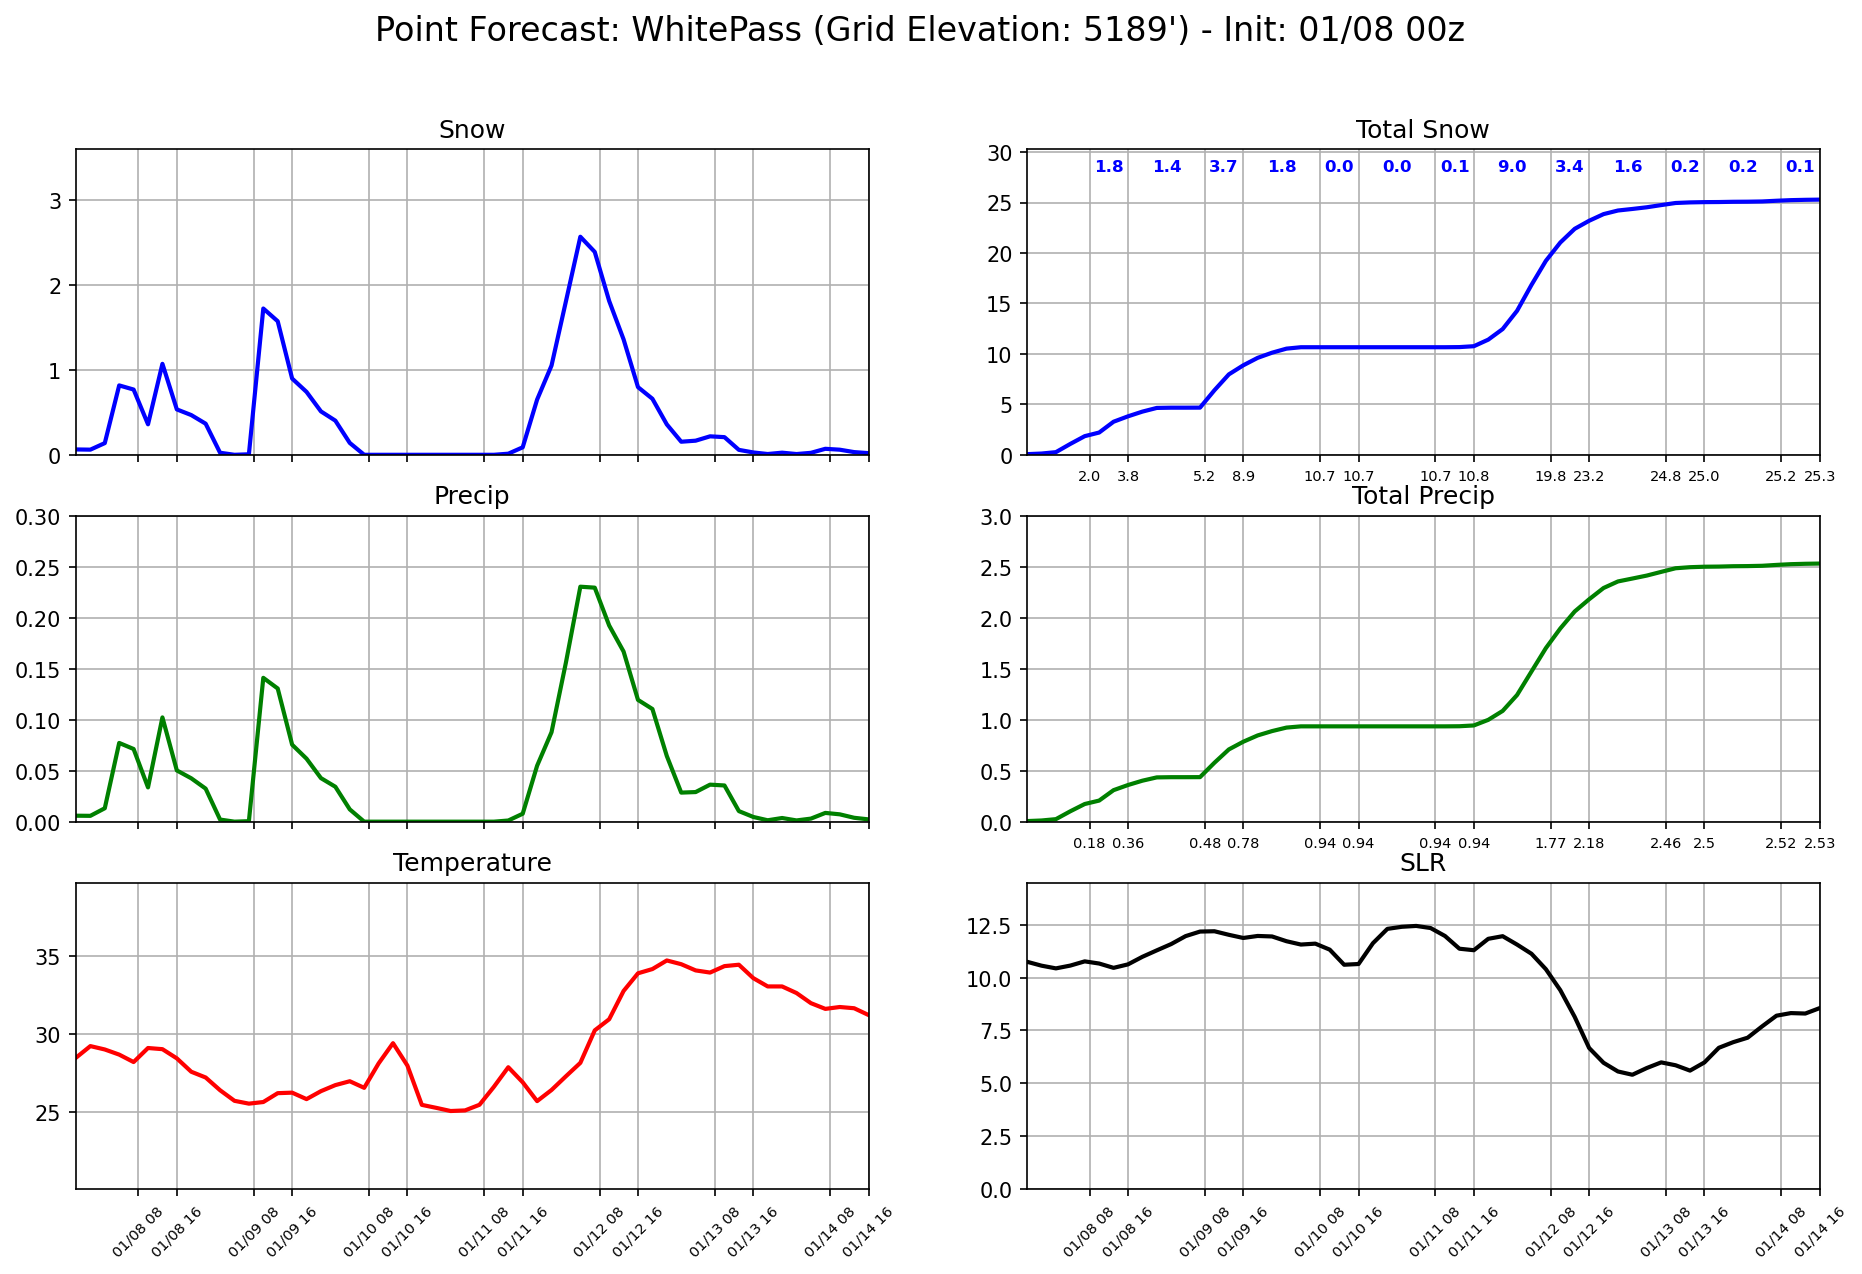 Point Forecast: WhitePass (Grid Elevation: 5189') - Init: 01/08 00z
Snow
3
2
1
0
Total Snow
30
25
20
15
10
5
0
1.8 1.4 3.7 1.8 0.0 0.0 0.1 9.0 3.4 1.6 0.2 0.2 0.1
2.0 3.8 5.2 8.9 10.7 10.7 10.7 10.8 19.8 23.2 24.8 25.0 25.2 25.3
Precip
0.30
0.25
0.20
0.15
0.10
0.05
0.00
Total Precip
3.0
2.5
2.0
1.5
1.0
0.5
0.0
0.18 0.36 0.48 0.78 0.94 0.94 0.94 0.94 1.77 2.18 2.46 2.5 2.52 2.53
Temperature
35
30
25
01/08 08 01/08 16 01/09 08 01/09 16 01/10 08 01/10 16 01/11 08 01/11 16 01/12 08 01/12 16 01/13 08 01/13 16 01/14 08 01/14 16
SLR
12.5
10.0
7.5
5.0
2.5
0.0
01/08 08 01/08 16 01/09 08 01/09 16 01/10 08 01/10 16 01/11 08 01/11 16 01/12 08 01/12 16 01/13 08 01/13 16 01/14 08 01/14 16